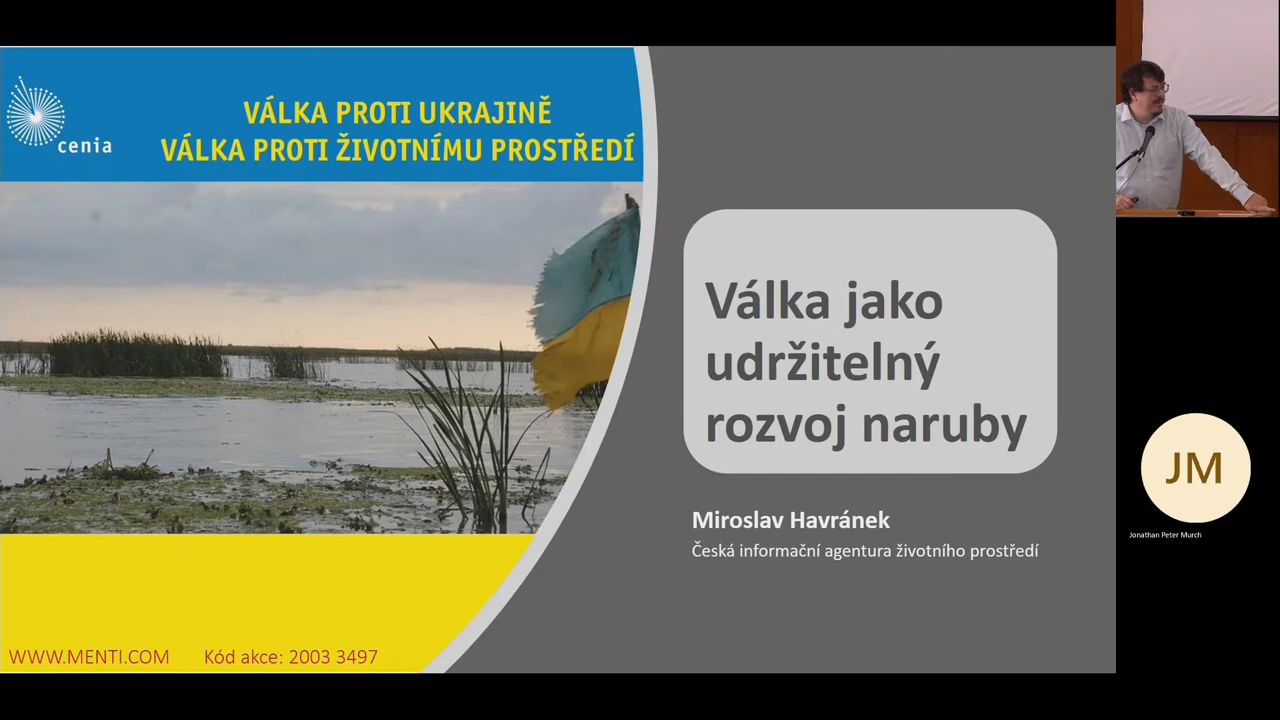 cenia
VÁLKA PROTI UKRAJINĚ
VÁLKA PROTI ŽIVOTNÍMU PROSTŘEDÍ
Válka jako
udržitelný
rozvoj naruby
Miroslav Havránek
Česká informační agentura životního prostředí
WWW.MENTI.COM Kód akce: 2003 3497
JM
Jonathan Peter Murch